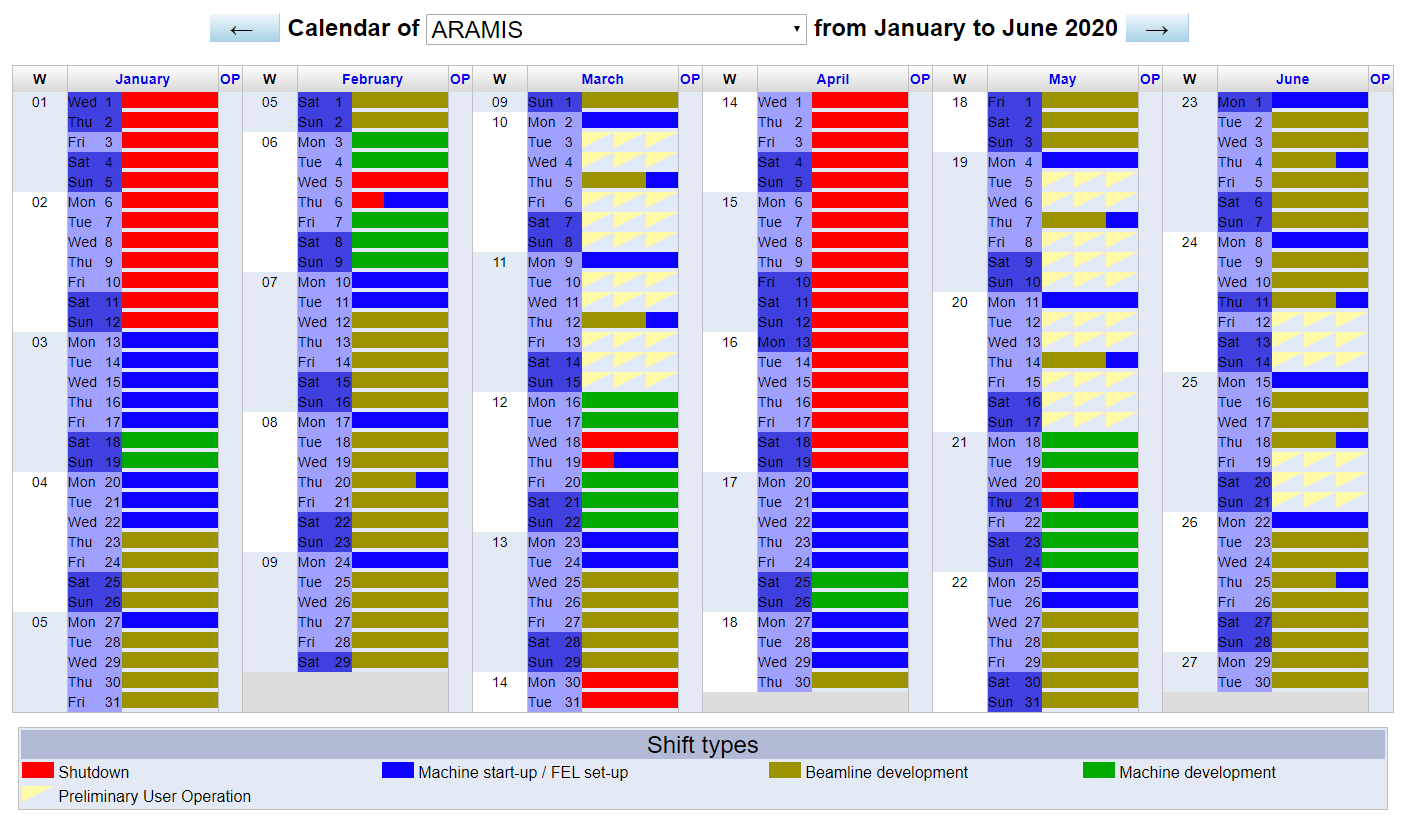 ← Calendar of ARAMIS from January to June 2020 →
W January OP W February OP W March OP W April OP W May OP W June OP
01 Wed 1 05 Sat 1 09 Sun 1 14 Wed 1 18 Fri 1 23 Mon 1
Thu 2 Sun 2 10 Mon 2 Thu 2 Sat 2 Tue 2
Fri 3 06 Mon 3 Tue 3 Fri 3 Sun 3 Wed 3
Sat 4 Tue 4 Wed 4 Sat 4 19 Mon 4 Thu 4
Sun 5 Wed 5 Thu 5 Sun 5 Tue 5 Fri 5
02 Mon 6 Thu 6 Fri 6 15 Mon 6 Wed 6 Sat 6
Tue 7 Fri 7 Sat 7 Tue 7 Thu 7 Sun 7
Wed 8 Sat 8 Sun 8 Wed 8 Fri 8 24 Mon 8
Thu 9 Sun 9 11 Mon 9 Thu 9 Sat 9 Tue 9
Fri 10 07 Mon 10 Tue 10 Fri 10 Sun 10 Wed 10
Sat 11 Tue 11 Wed 11 Sat 11 20 Mon 11 Thu 11
Sun 12 Wed 12 Thu 12 Sun 12 Tue 12 Fri 12
03 Mon 13 Thu 13 Fri 13 16 Mon 13 Wed 13 Sat 13
Tue 14 Fri 14 Sat 14 Tue 14 Thu 14 Sun 14
Wed 15 Sat 15 Sun 15 Wed 15 Fri 15 25 Mon 15
Thu 16 Sun 16 12 Mon 16 Thu 16 Sat 16 Tue 16
Fri 17 08 Mon 17 Tue 17 Fri 17 Sun 17 Wed 17
Sat 18 Tue 18 Wed 18 Sat 18 21 Mon 18 Thu 18
Sun 19 Wed 19 Thu 19 Sun 19 Tue 19 Fri 19
04 Mon 20 Thu 20 Fri 20 17 Mon 20 Wed 20 Sat 20
Tue 21 Fri 21 Sat 21 Tue 21 Thu 21 Sun 21
Wed 22 Sat 22 Sun 22 Wed 22 Fri 22 26 Mon 22
Thu 23 Sun 23 13 Mon 23 Thu 23 Sat 23 Tue 23
Fri 24 09 Mon 24 Tue 24 Fri 24 Sun 24 Wed 24
Sat 25 Tue 25 Wed 25 Sat 25 22 Mon 25 Thu 25
Sun 26 Wed 26 Thu 26 Sun 26 Tue 26 Fri 26
05 Mon 27 Thu 27 Fri 27 18 Mon 27 Wed 27 Sat 27
Tue 28 Fri 28 Sat 28 Tue 28 Thu 28 Sun 28
Wed 29 Sat 29 Sun 29 Wed 29 Fri 29 27 Mon 29
Thu 30 14 Mon 30 Thu 30 Sat 30 Tue 30
Fri 31 Tue 31 Sun 31
Shift types
Shutdown Machine start-up / FEL set-up Beamline development Machine development
Preliminary User Operation